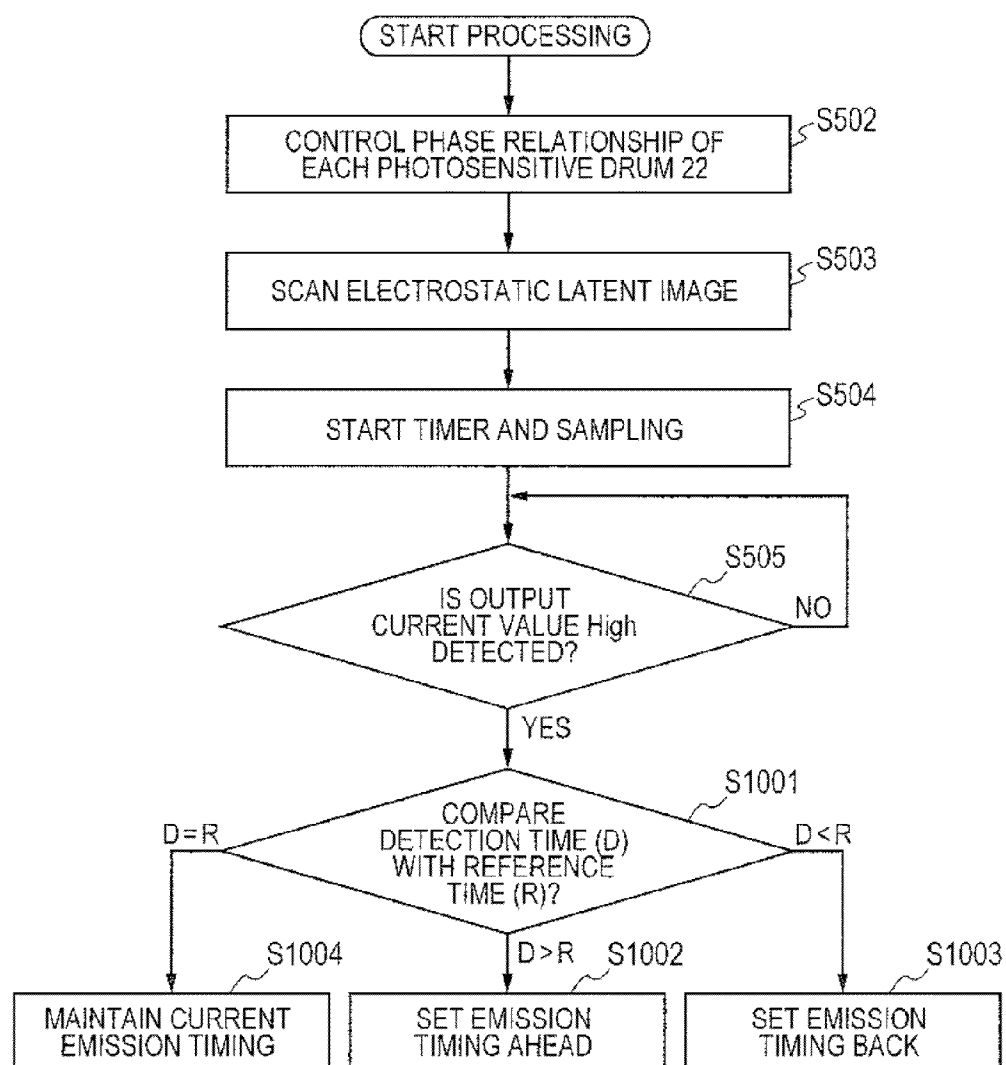 START PROCESSING
S502
CONTROL PHASE RELATIONSHIP OF
EACH PHOTOSENSITIVE DRUM 22
S503
SCAN ELECTROSTATIC LATENT IMAGE
S504
START TIMER AND SAMPLING
S505
IS OUTPUT
CURRENT VALUE High
DETECTED?
NO
YES
S1001
COMPARE
DETECTION TIME (D)
WITH REFERENCE
TIME (R)?
D=R
D<R
D>R
S1004
MAINTAIN CURRENT
EMISSION TIMING
S1002
SET EMISSION
TIMING AHEAD
S1003
SET EMISSION
TIMING BACK